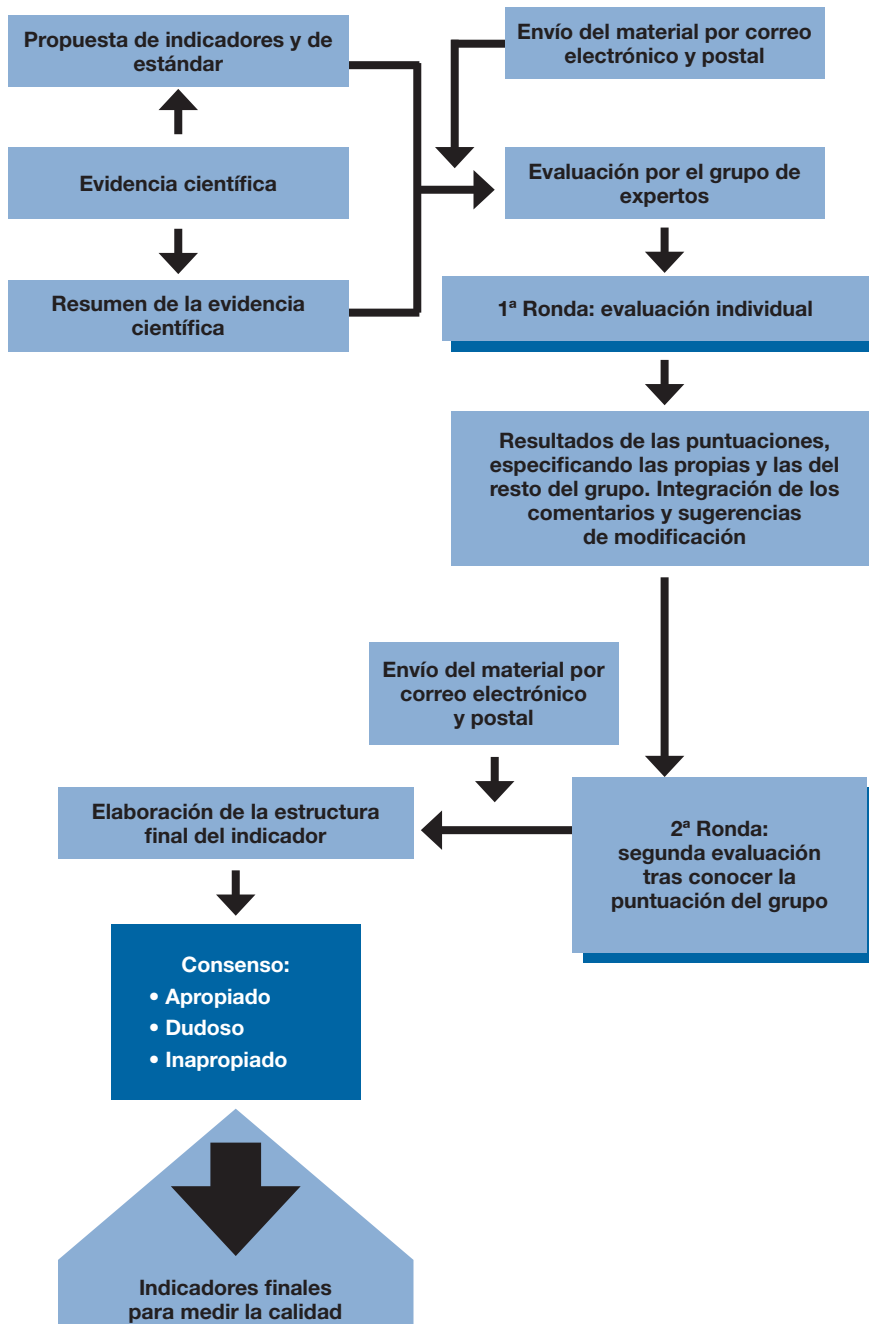 Propuesta de indicadores y de
estándar
Envío del material por correo
electrónico y postal
Evidencia científica
Evaluación por el grupo de
expertos
Resumen de la evidencia
científica
1ª Ronda: evaluación individual
Resultados de las puntuaciones,
especificando las propias y las del
resto del grupo. Integración de los
comentarios y sugerencias
de modificación
Envío del material por
correo electrónico
y postal
Elaboración de la estructura
final del indicador
2ª Ronda:
segunda evaluación
tras conocer la
puntuación del grupo
Consenso:
• Apropiado
• Dudoso
• Inapropiado
Indicadores finales
para medir la calidad